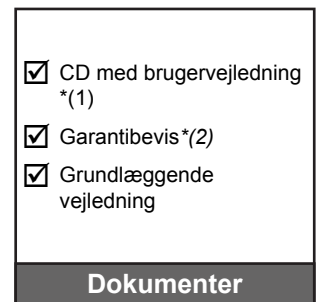 ☑ CD med brugervejledning
*(1)
☑ Garantibevis*(2)
☑ Grundlæggende
vejledning
Dokumenter